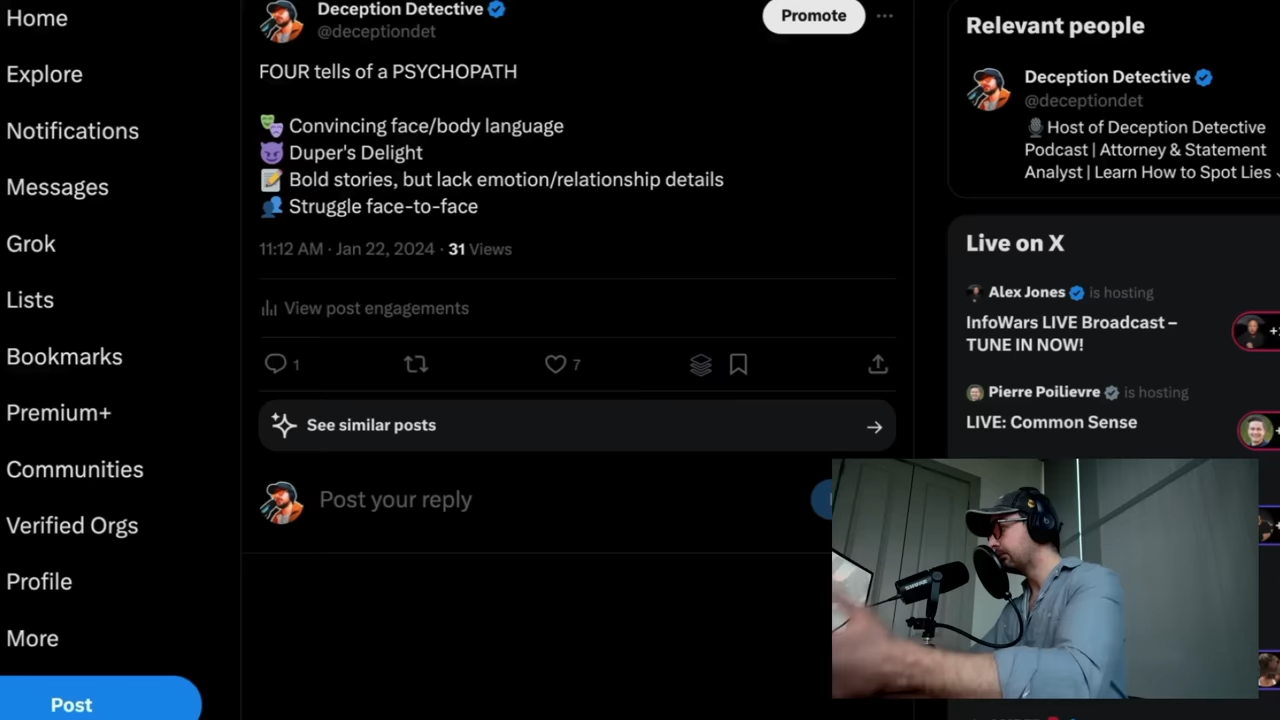 Home
Explore
Notifications
Messages
Grok
Lists
Bookmarks
Premium+
Communities
Verified Orgs
Profile
More
Post
Deception Detective
@deceptiondet
Promote
FOUR tells of a PSYCHOPATH
Convincing face/body language
Duper's Delight
Bold stories, but lack emotion/relationship details
Struggle face-to-face
11:12 AM · Jan 22, 2024 · 31 Views
View post engagements
1
7
See similar posts
Post your reply
Relevant people
Deception Detective
@deceptiondet
Host of Deception Detective
Podcast | Attorney & Statement
Analyst | Learn How to Spot Lies
Live on X
Alex Jones is hosting
InfoWars LIVE Broadcast –
TUNE IN NOW!
Pierre Poilievre is hosting
LIVE: Common Sense